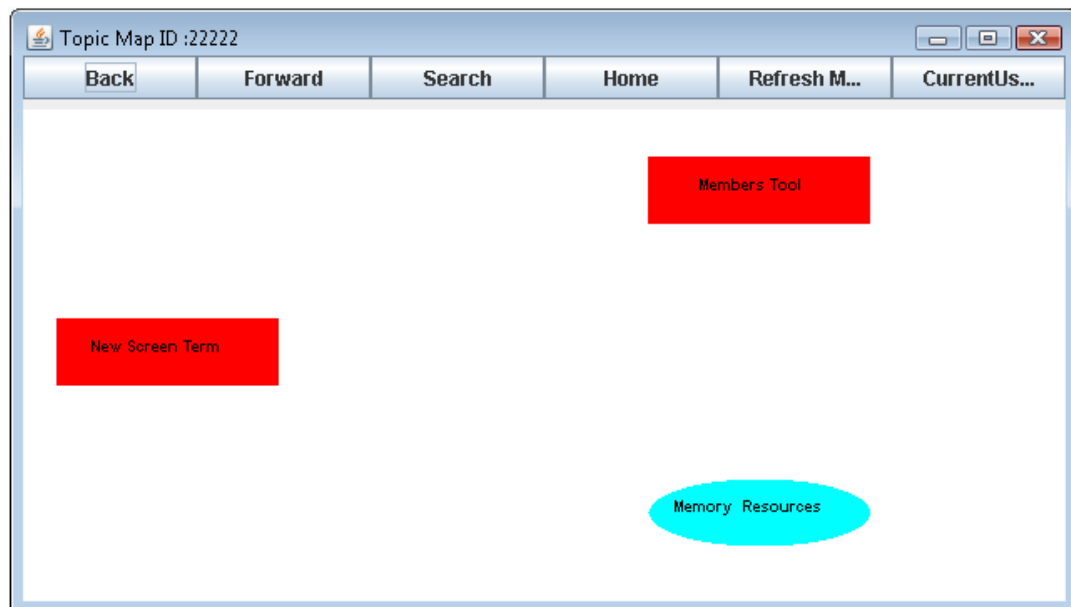 Topic Map ID :22222
Back Forward Search Home Refresh M... CurrentUs...
Members Tool
New Screen Term
Memory Resources